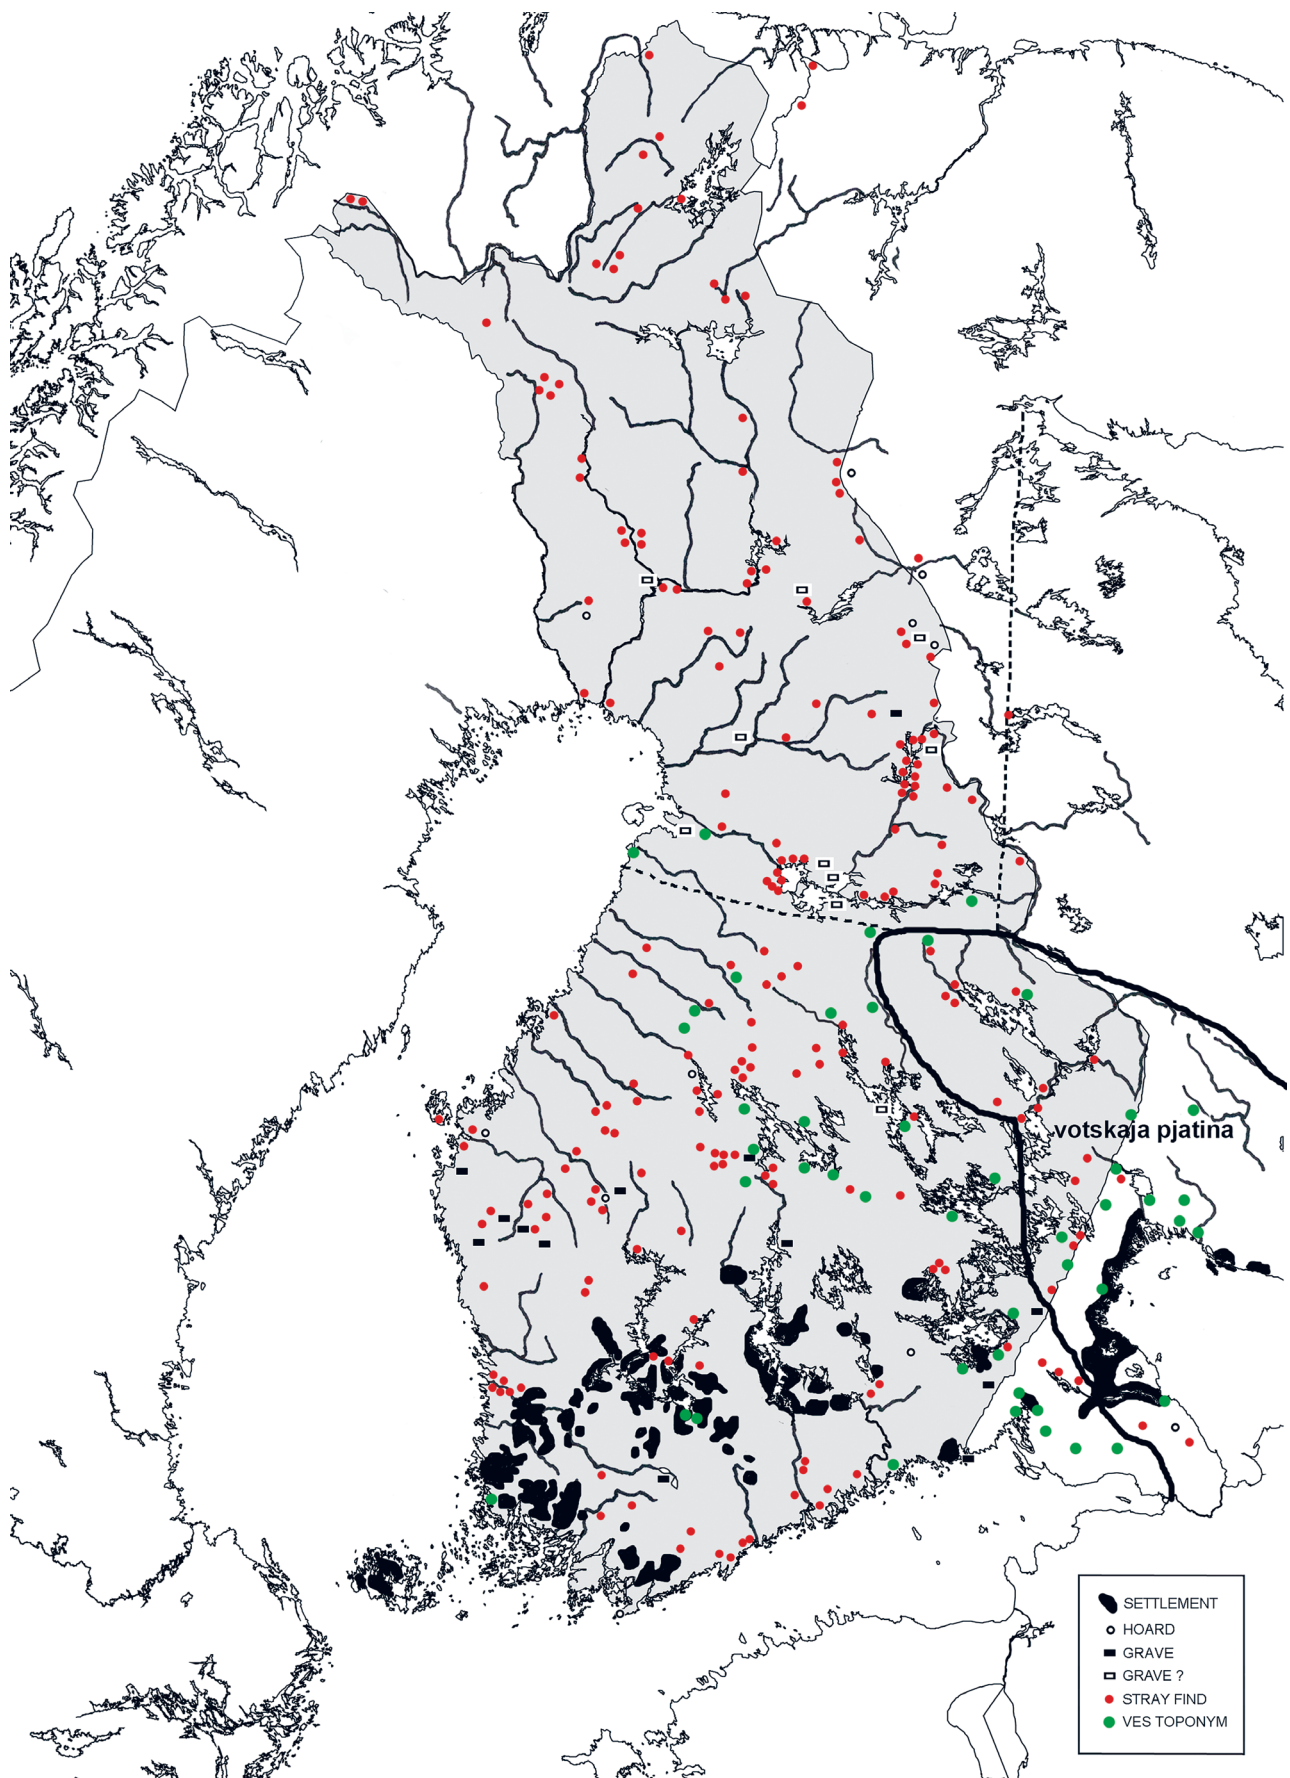 votskaja pjatina
SETTLEMENT
HOARD
GRAVE
GRAVE ?
STRAY FIND
VES TOPONYM